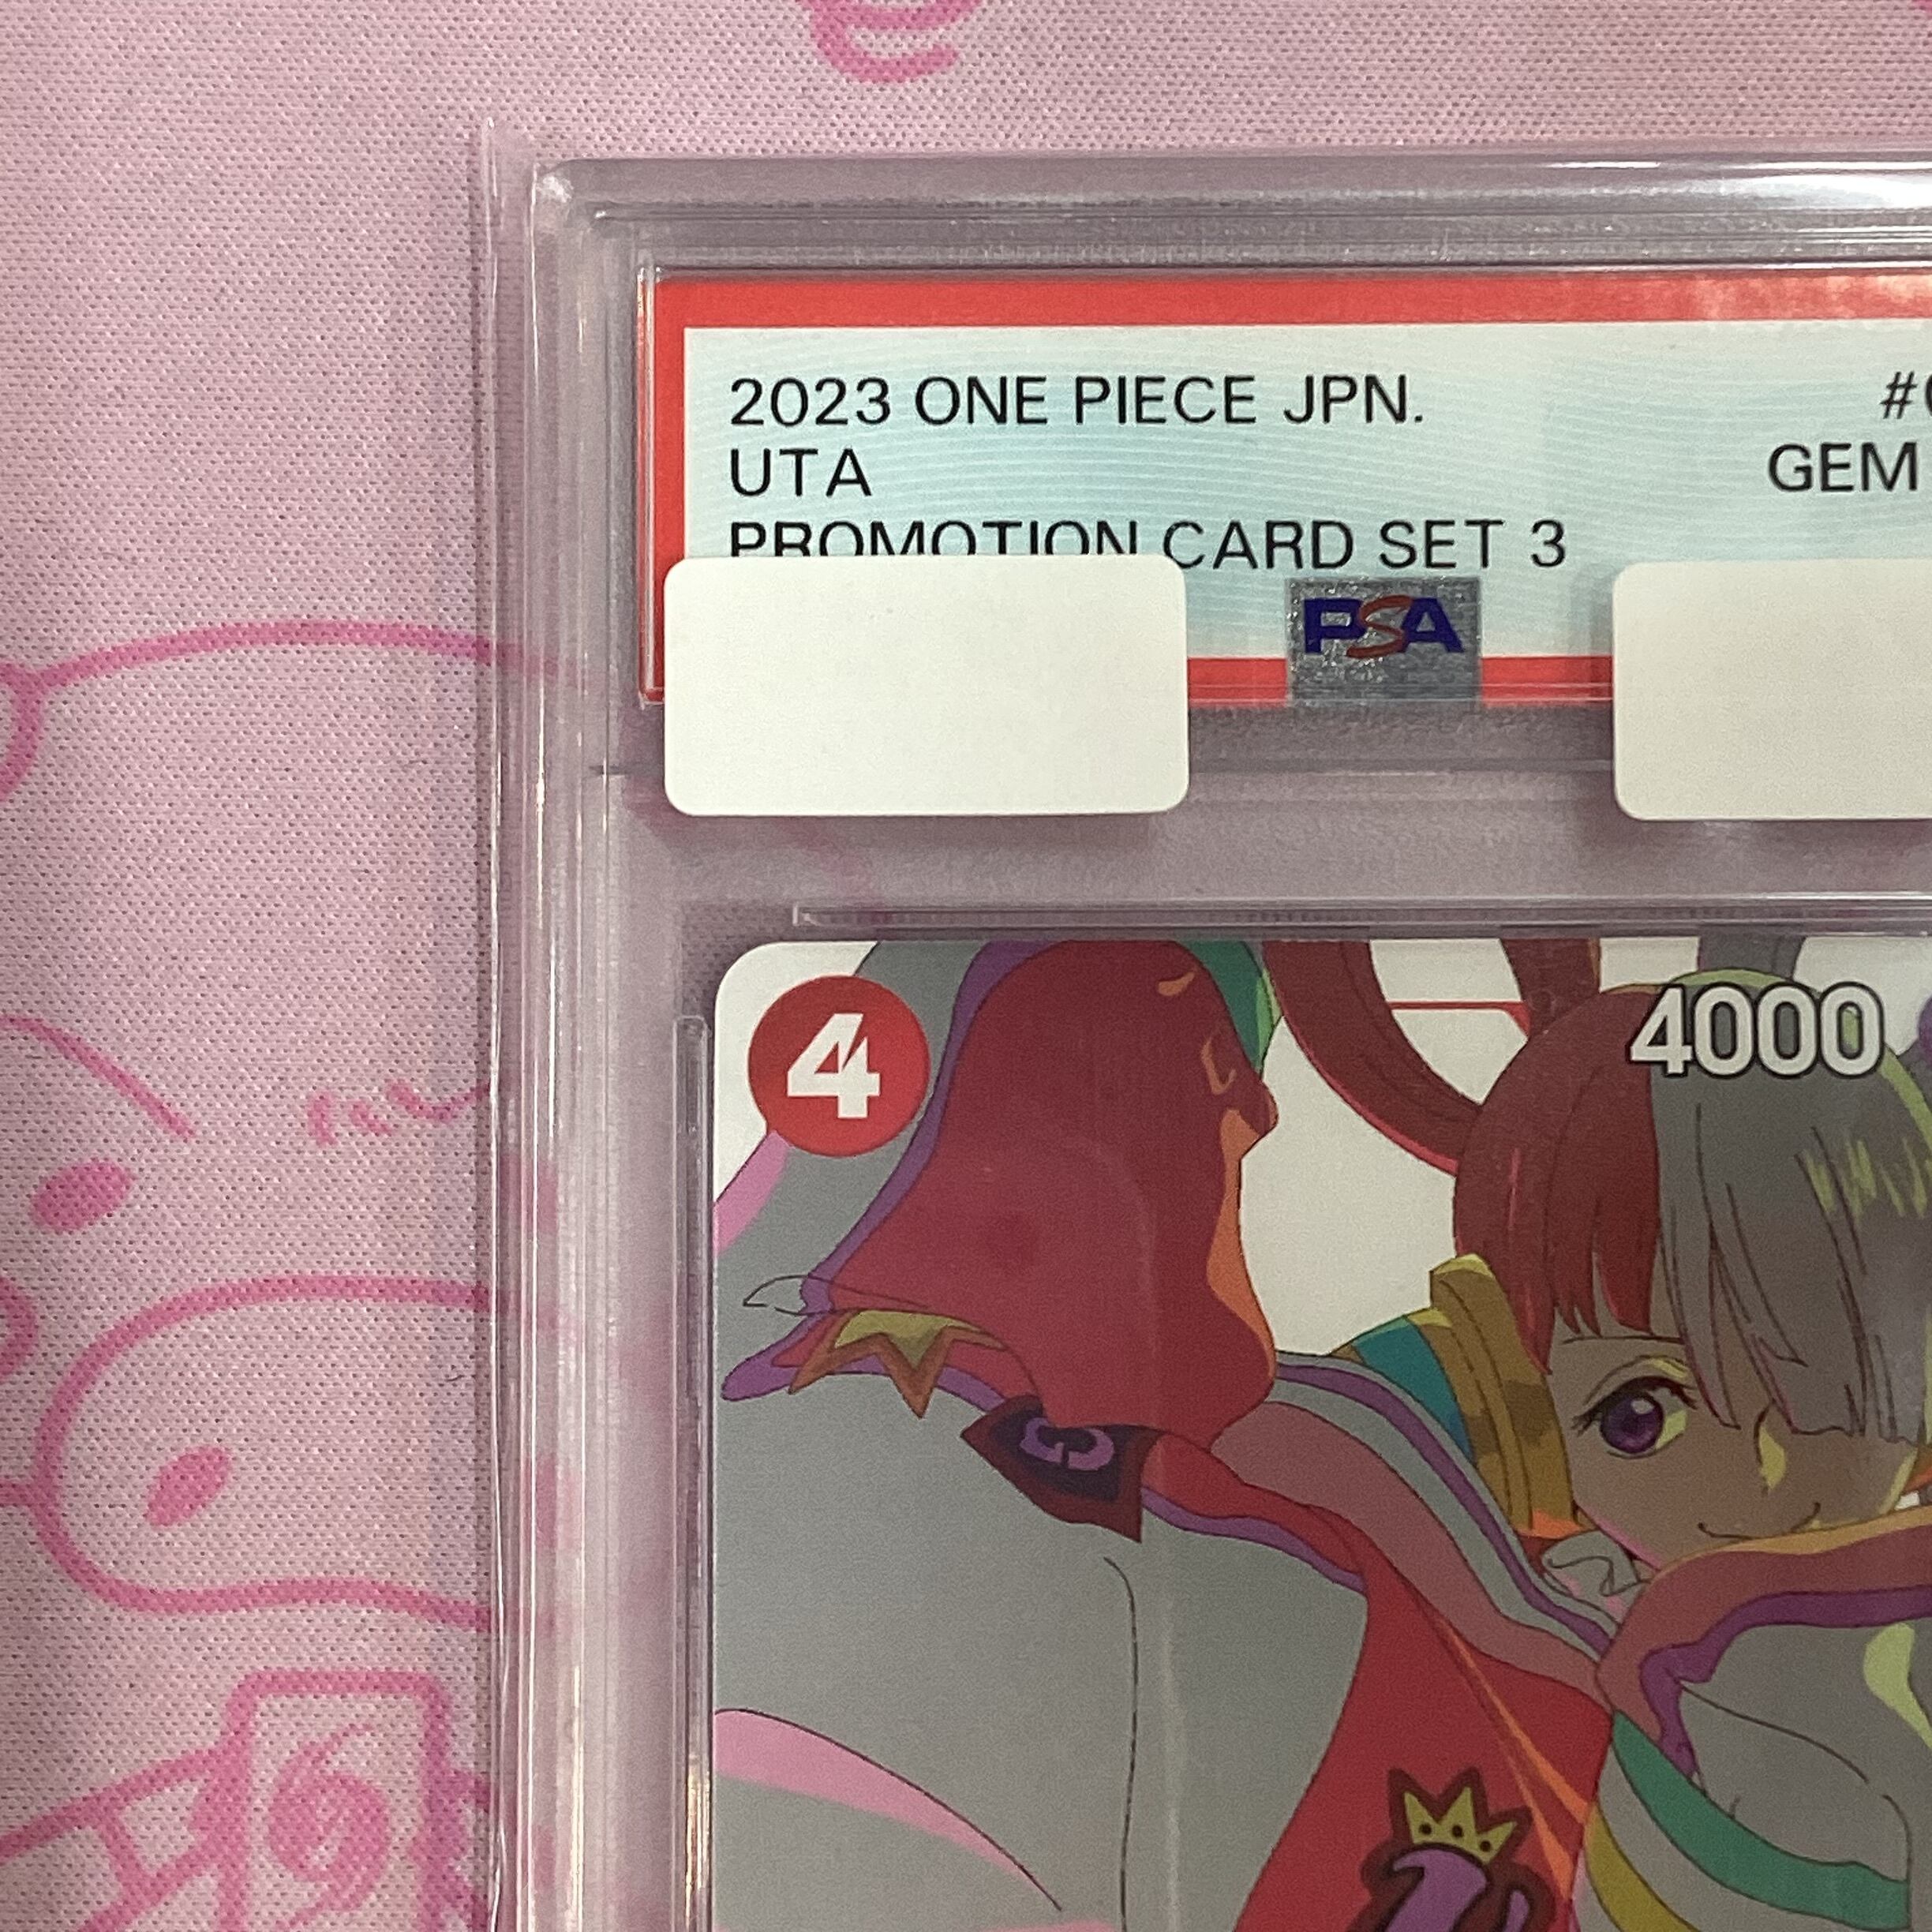 2023 ONE PIECE JPN.
UTA
GEM
PROMOTION CARD SET 3
PSA
4
4000